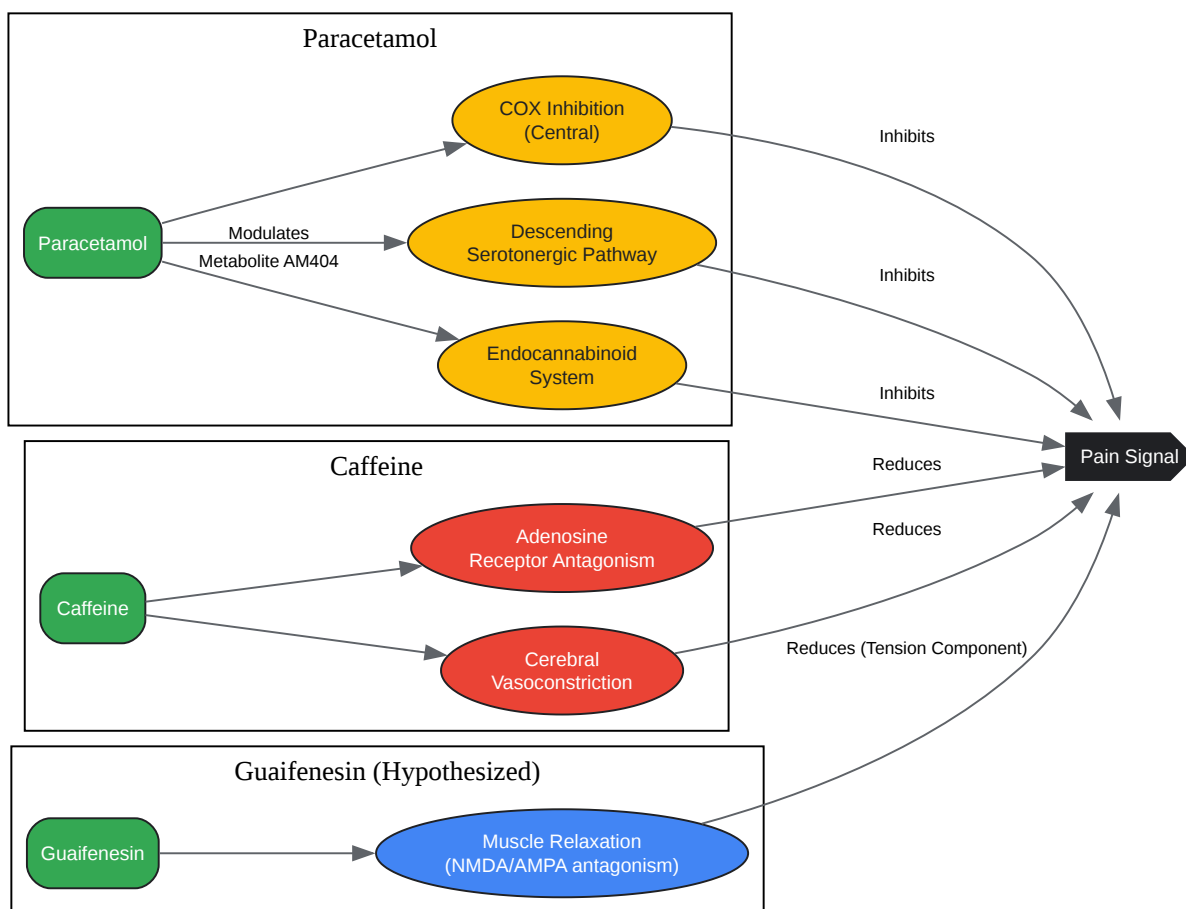 Paracetamol
COX Inhibition
(Central)
Inhibits
Paracetamol
Modulates
Metabolite AM404
Descending
Serotonergic Pathway
Inhibits
Endocannabinoid
System
Inhibits
Pain Signal
Caffeine
Reduces
Adenosine
Receptor Antagonism
Reduces
Caffeine
Cerebral
Vasoconstriction
Reduces (Tension Component)
Guaifenesin (Hypothesized)
Guaifenesin
Muscle Relaxation
(NMDA/AMPA antagonism)